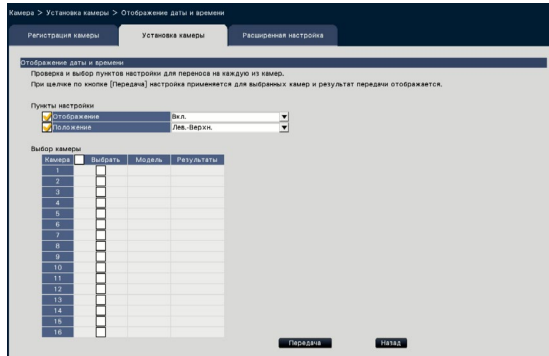 Камера > Установка камеры > Отображение даты и времени
Регистрация камеры Установка камеры Расширенная настройка
Отображение даты и времени
Проверка и выбор пунктов настройки для переноса на каждую из камер.
При щелчке по кнопке [Передача] настройка применяется для выбранных камер и результат передачи отображается.
Пункты настройки
Отображение Вкл.
Положение Лев.-Верхн.
Выбор камеры
Камера Выбрать Модель Результаты
1
2
3
4
5
6
7
8
9
10
11
12
13
14
15
16
Передача Назад